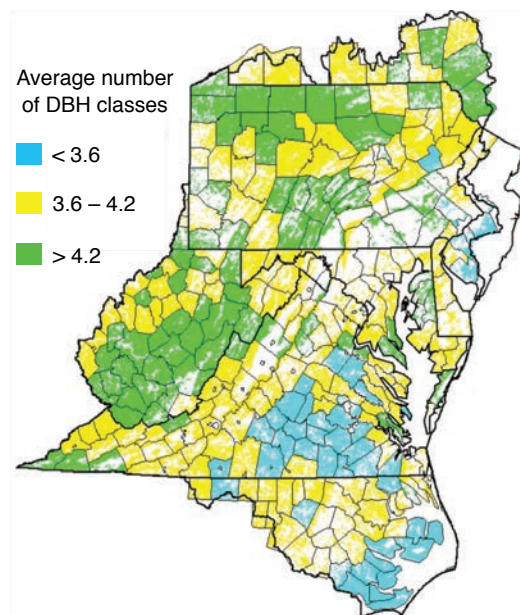 Average number
of DBH classes
< 3.6
3.6 – 4.2
> 4.2